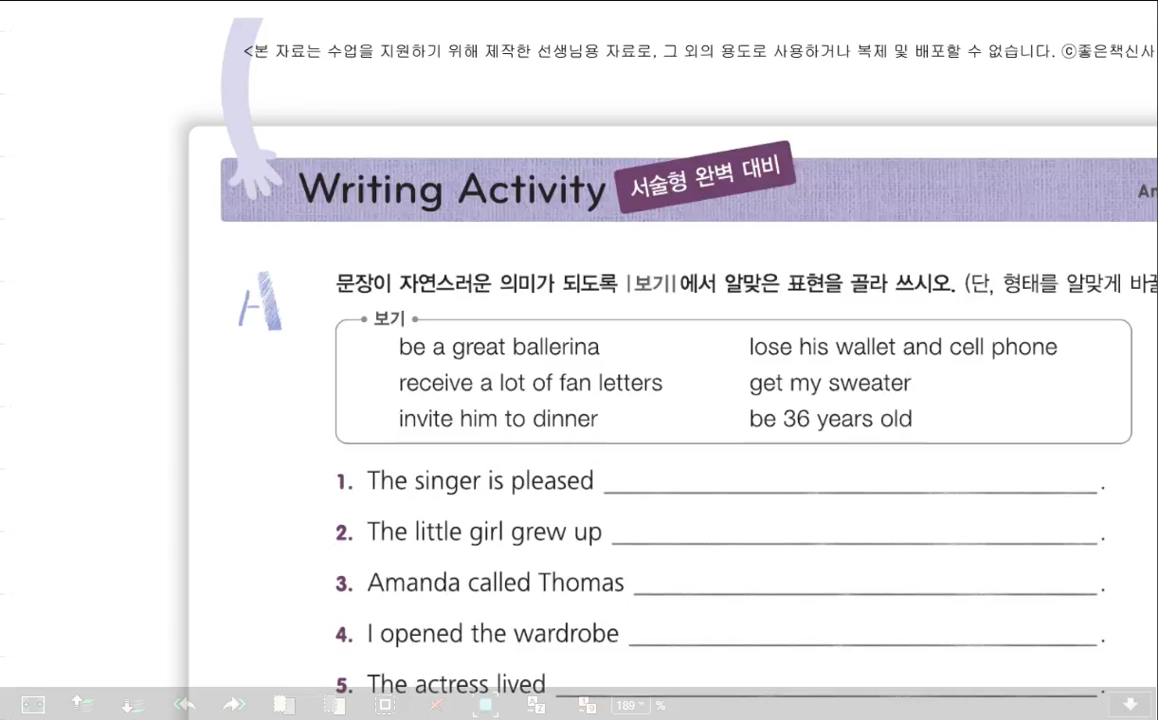 <본 자료는 수업을 지원하기 위해 제작한 선생님용 자료로, 그 외의 용도로 사용하거나 복제 및 배포할 수 없습니다. ⓒ좋은책신사
Writing Activity 서술형 완벽 대비
A
문장이 자연스러운 의미가 되도록 |보기|에서 알맞은 표현을 골라 쓰시오. (단, 형태를 알맞게 바꿀
보기
be a great ballerina lose his wallet and cell phone
receive a lot of fan letters get my sweater
invite him to dinner be 36 years old
1. The singer is pleased ______.
2. The little girl grew up ______.
3. Amanda called Thomas ______.
4. I opened the wardrobe ______.
5. The actress lived ______.
189 %